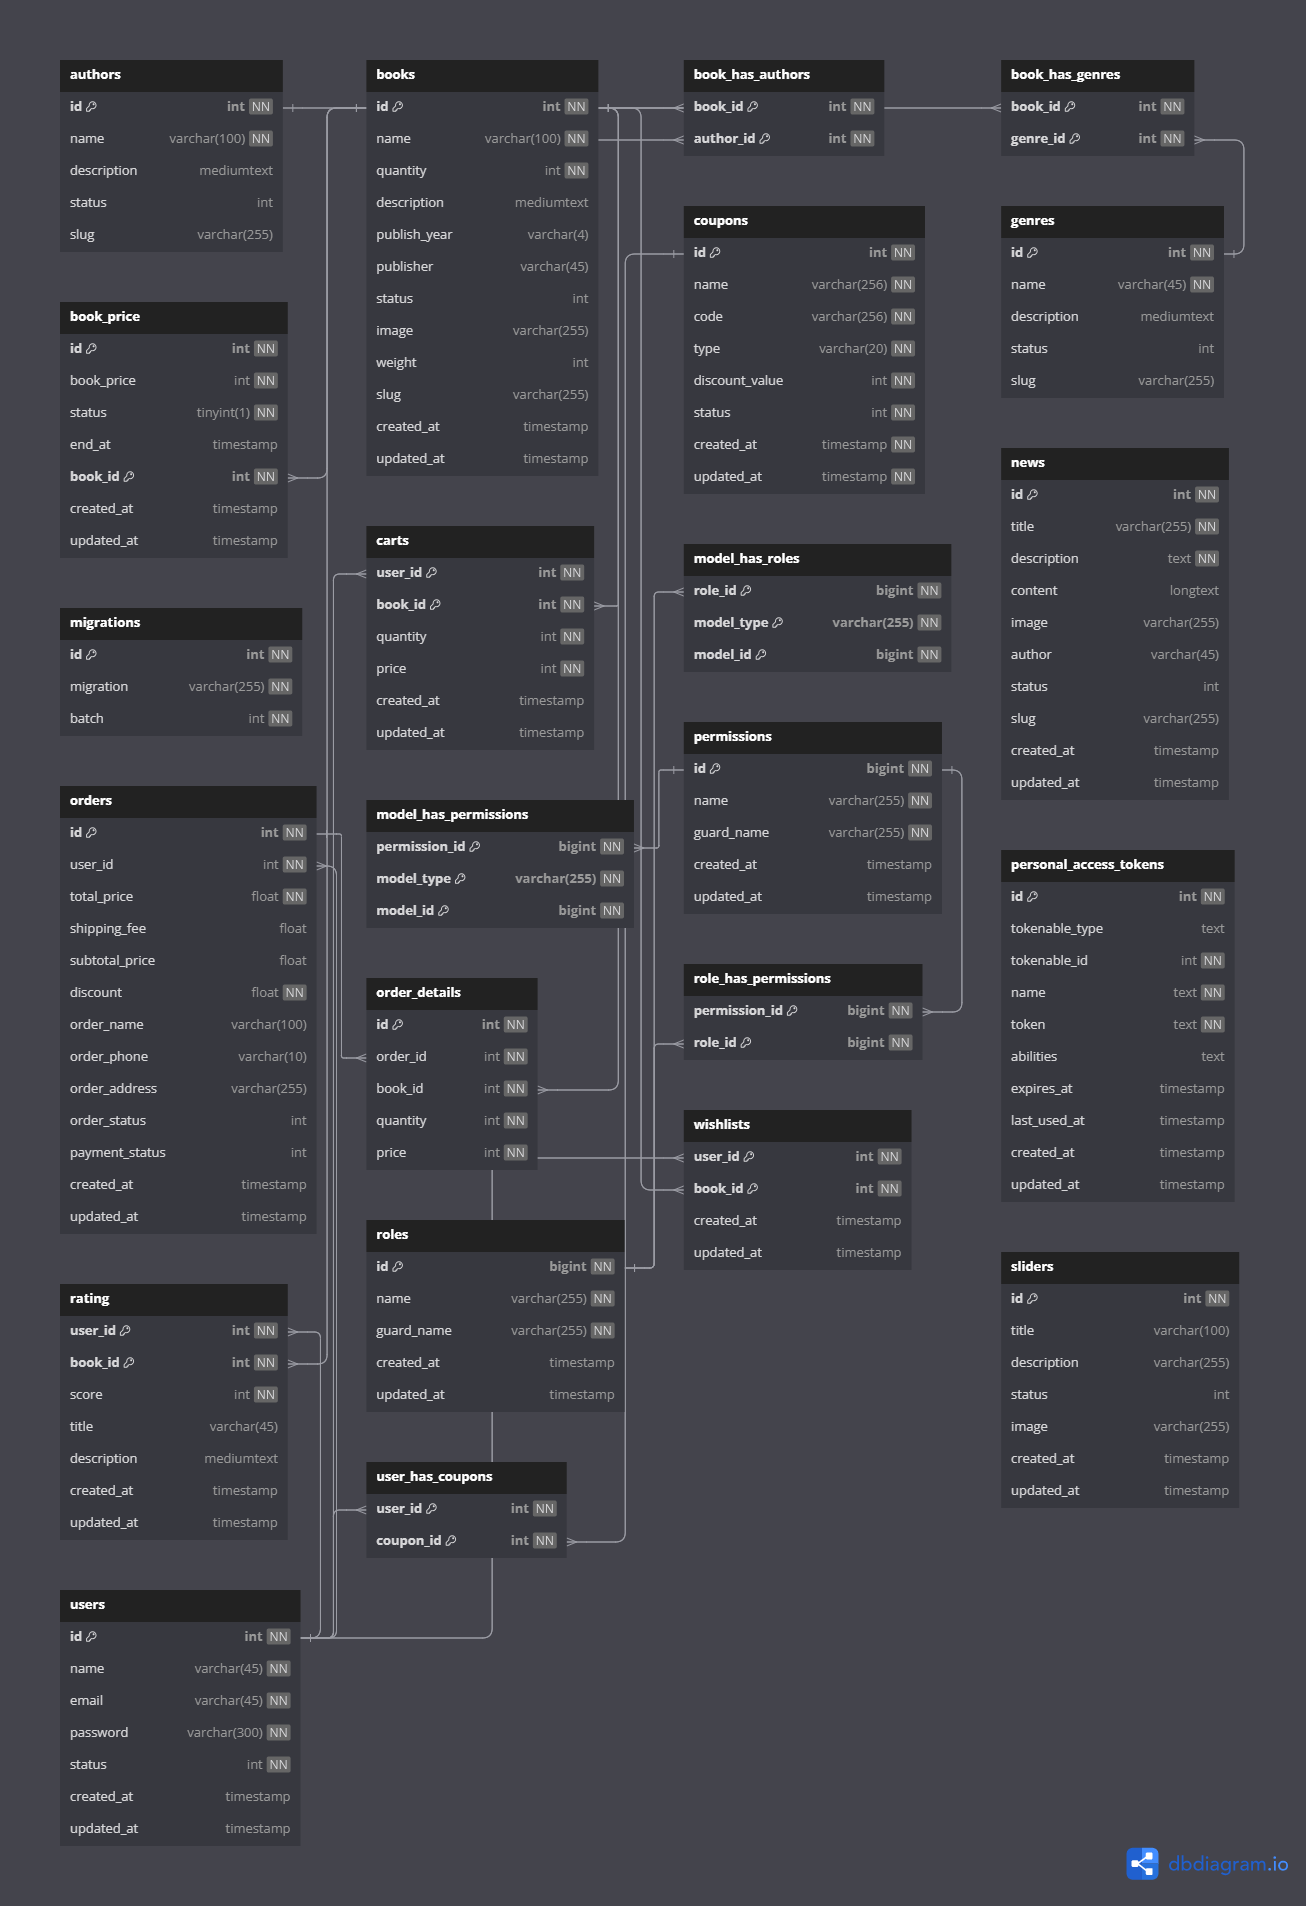 authors
id int NN
name varchar(100) NN
description mediumtext
status int
slug varchar(255)
book_price
id int NN
book_price int NN
status tinyint(1) NN
end_at timestamp
book_id int NN
created_at timestamp
updated_at timestamp
migrations
id int NN
migration varchar(255) NN
batch int NN
orders
id int NN
user_id int NN
total_price float NN
shipping_fee float
subtotal_price float
discount float NN
order_name varchar(100)
order_phone varchar(10)
order_address varchar(255)
order_status int
payment_status int
created_at timestamp
updated_at timestamp
rating
user_id int NN
book_id int NN
score int NN
title varchar(45)
description mediumtext
created_at timestamp
updated_at timestamp
users
id int NN
name varchar(45) NN
email varchar(45) NN
password varchar(300) NN
status int NN
created_at timestamp
updated_at timestamp
books
id int NN
name varchar(100) NN
quantity int NN
description mediumtext
publish_year varchar(4)
publisher varchar(45)
status int
image varchar(255)
weight int
slug varchar(255)
created_at timestamp
updated_at timestamp
carts
user_id int NN
book_id int NN
quantity int NN
price int NN
created_at timestamp
updated_at timestamp
model_has_permissions
permission_id bigint NN
model_type varchar(255) NN
model_id bigint NN
order_details
id int NN
order_id int NN
book_id int NN
quantity int NN
price int NN
roles
id bigint NN
name varchar(255) NN
guard_name varchar(255) NN
created_at timestamp
updated_at timestamp
user_has_coupons
user_id int NN
coupon_id int NN
book_has_authors
book_id int NN
author_id int NN
coupons
id int NN
name varchar(256) NN
code varchar(256) NN
type varchar(20) NN
discount_value int NN
status int NN
created_at timestamp NN
updated_at timestamp NN
model_has_roles
role_id bigint NN
model_type varchar(255) NN
model_id bigint NN
permissions
id bigint NN
name varchar(255) NN
guard_name varchar(255) NN
created_at timestamp
updated_at timestamp
role_has_permissions
permission_id bigint NN
role_id bigint NN
wishlists
user_id int NN
book_id int NN
created_at timestamp
updated_at timestamp
book_has_genres
book_id int NN
genre_id int NN
genres
id int NN
name varchar(45) NN
description mediumtext
status int
slug varchar(255)
news
id int NN
title varchar(255) NN
description text NN
content longtext
image varchar(255)
author varchar(45)
status int
slug varchar(255)
created_at timestamp
updated_at timestamp
personal_access_tokens
id int NN
tokenable_type text
tokenable_id int NN
name text NN
token text NN
abilities text
expires_at timestamp
last_used_at timestamp
created_at timestamp
updated_at timestamp
sliders
id int NN
title varchar(100)
description varchar(255)
status int
image varchar(255)
created_at timestamp
updated_at timestamp
dbdiagram.io